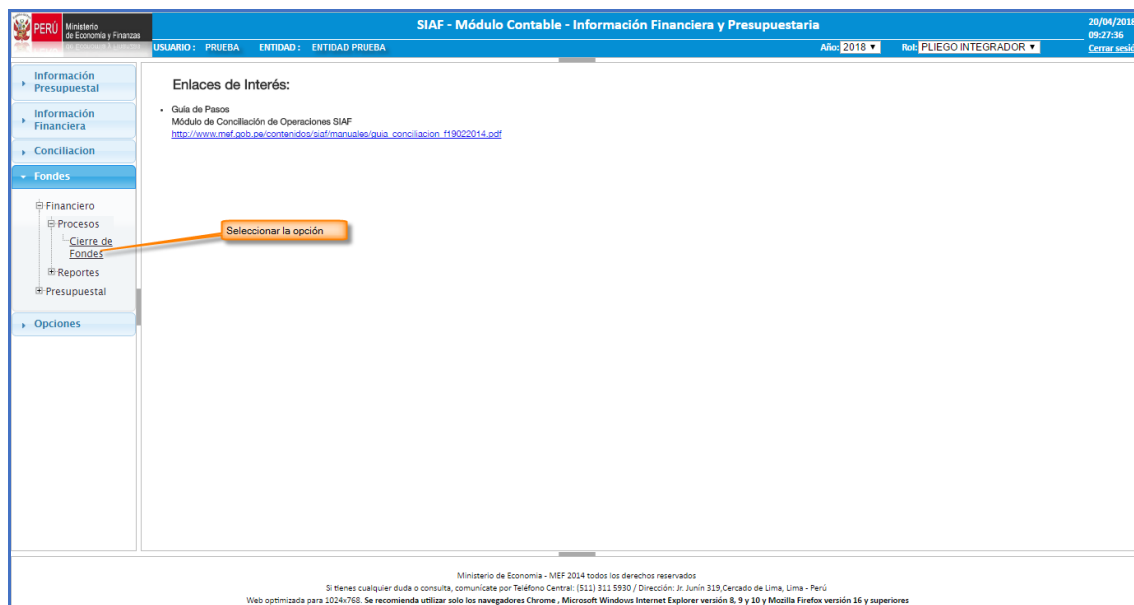 PERÚ
Ministerio
de Economía y Finanzas
SIAF - Módulo Contable - Información Financiera y Presupuestaria
20/04/2018
09:27:36
USUARIO : PRUEBA ENTIDAD : ENTIDAD PRUEBA Año: 2018 Rol: PLIEGO INTEGRADOR Cerrar sesió
Información
Presupuestal
Información
Financiera
Conciliacion
Fondes
Financiero
Procesos
Cierre de
Fondes
Reportes
Presupuestal
Opciones
Enlaces de Interés:
Guía de Pasos
Módulo de Conciliación de Operaciones SIAF
http://www.mef.gob.pe/contenidos/siaf/manuales/guia_conciliacion_f19022014.pdf
Seleccionar la opción
Ministerio de Economia - MEF 2014 todos los derechos reservados
Si tienes cualquier duda o consulta, comunícate por Teléfono Central: (511) 311 5930 / Dirección: Jr. Junín 319,Cercado de Lima, Lima - Perú
Web optimizada para 1024x768. Se recomienda utilizar solo los navegadores Chrome , Microsoft Windows Internet Explorer versión 8, 9 y 10 y Mozilla Firefox versión 16 y superiores